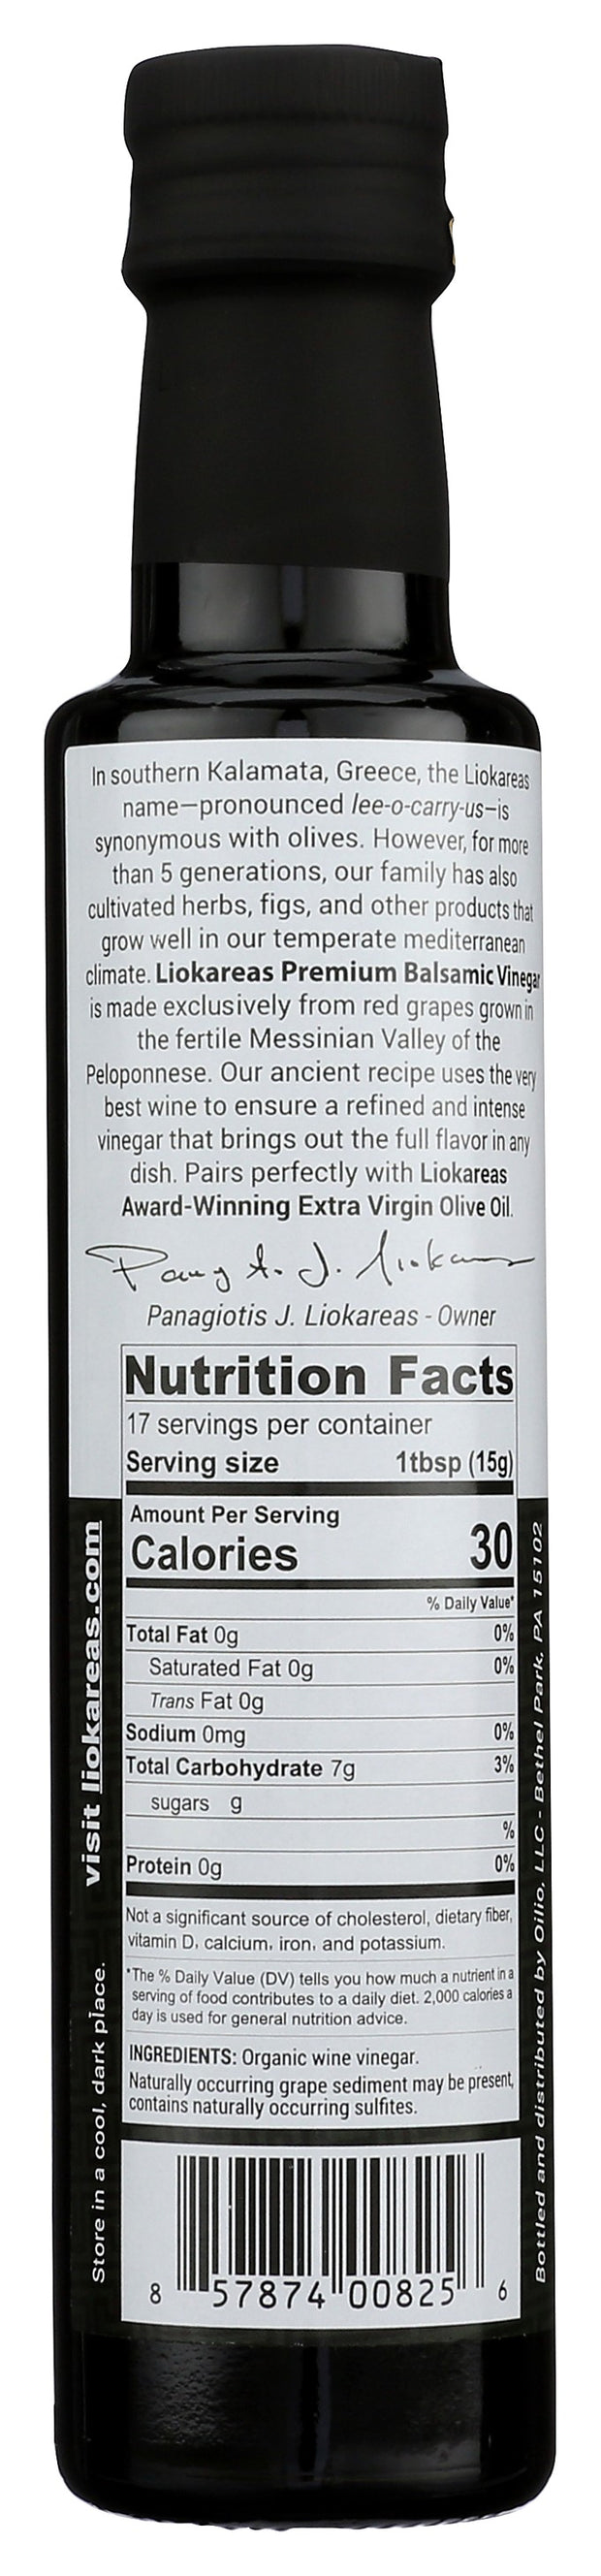 In southern Kalamata, Greece, the Liokareas
name—pronounced lee-o-carry-us—is
synonymous with olives. However, for more
than 5 generations, our family has also
cultivated herbs, figs, and other products that
grow well in our temperate mediterranean
climate. Liokareas Premium Balsamic Vinegar
is made exclusively from red grapes grown in
the fertile Messinian Valley of the
Peloponnese. Our ancient recipe uses the very
best wine to ensure a refined and intense
vinegar that brings out the full flavor in any
dish. Pairs perfectly with Liokareas
Award-Winning Extra Virgin Olive Oil.
Panagiotis J. Liokareas - Owner
Nutrition Facts
17 servings per container
Serving size 1tbsp (15g)
Amount Per Serving
Calories 30
% Daily Value*
Total Fat 0g 0%
Saturated Fat 0g 0%
Trans Fat 0g
Sodium 0mg 0%
Total Carbohydrate 7g 3%
sugars g
%
Protein 0g 0%
Not a significant source of cholesterol, dietary fiber,
vitamin D, calcium, iron, and potassium.
*The % Daily Value (DV) tells you how much a nutrient in a
serving of food contributes to a daily diet. 2,000 calories a
day is used for general nutrition advice.
INGREDIENTS: Organic wine vinegar.
Naturally occurring grape sediment may be present,
contains naturally occurring sulfites.
8 57874 00825 6
visit liokareas.com
Store in a cool, dark place.
Bottled and distributed by Oilio, LLC - Bethel Park, PA 15102